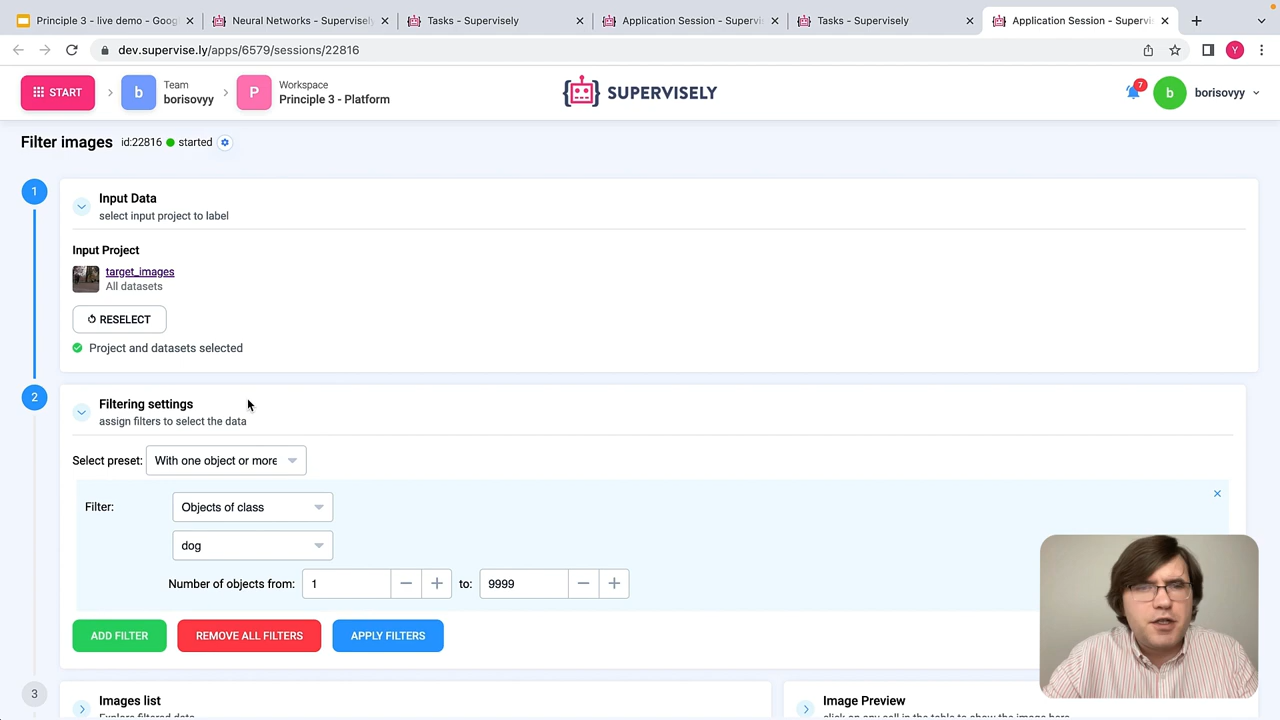 Principle 3 - live demo - Goog
Neural Networks - Supervisely
Tasks - Supervisely
Application Session - Supervi
Tasks - Supervisely
Application Session - Supervi
dev.supervise.ly/apps/6579/sessions/22816
Y
START
b
Team
borisovyy
P
Workspace
Principle 3 - Platform
SUPERVISELY
7
b
borisovyy
Filter images id:22816 started
1
Input Data
select input project to label
Input Project
target_images
All datasets
RESELECT
Project and datasets selected
2
Filtering settings
assign filters to select the data
Select preset: With one object or more
Filter: Objects of class
dog
Number of objects from: 1 to: 9999
ADD FILTER REMOVE ALL FILTERS APPLY FILTERS
3
Images list
Explore filtered data
Image Preview
click on any cell in the table to show the image here